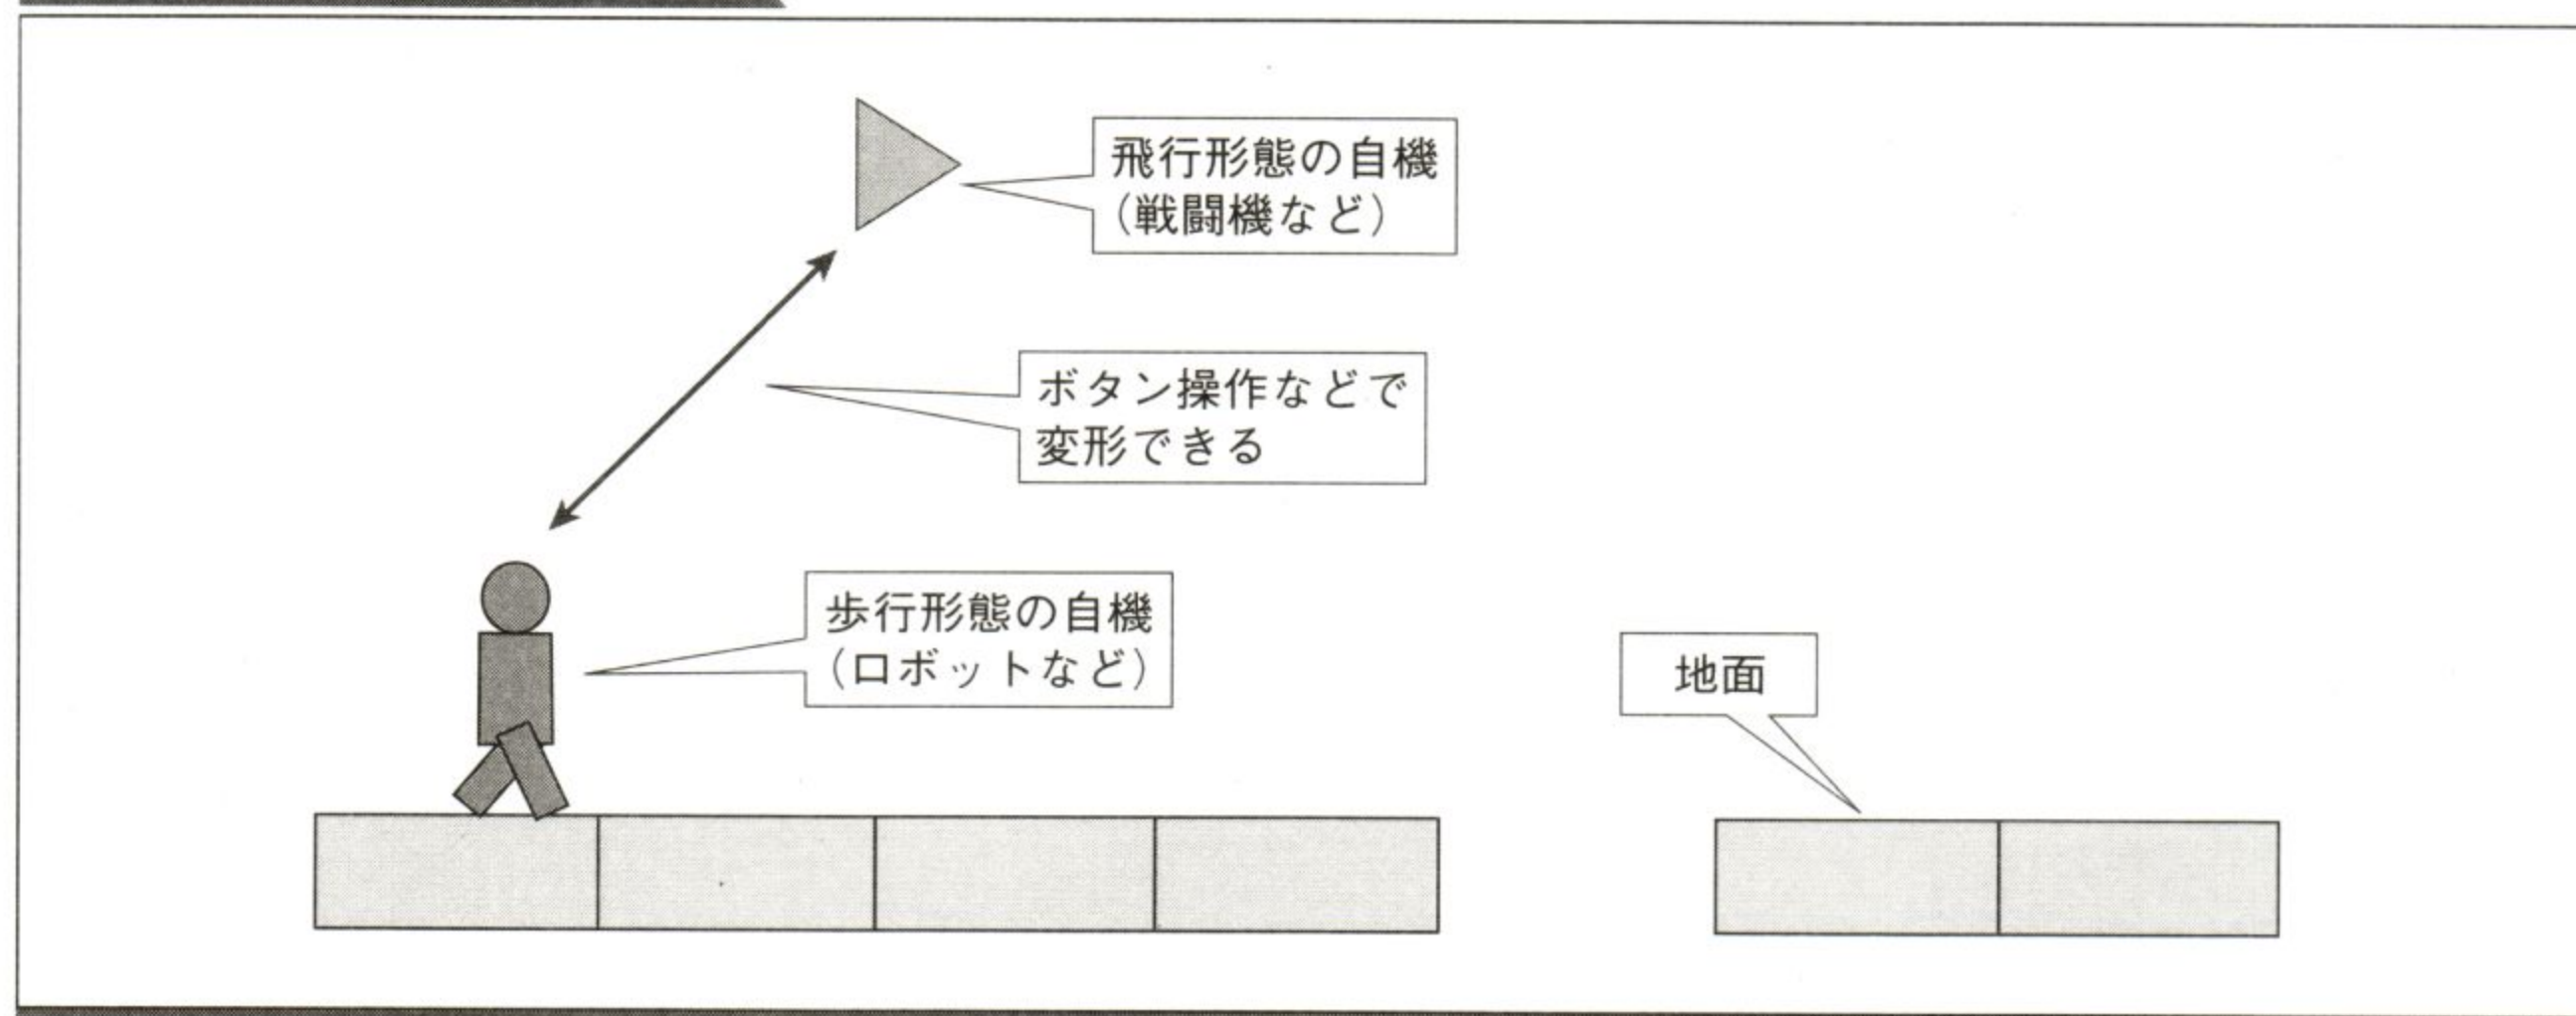 飛行形態の自機
(戦闘機など)
ボタン操作などで
変形できる
歩行形態の自機
(ロボットなど)
地面